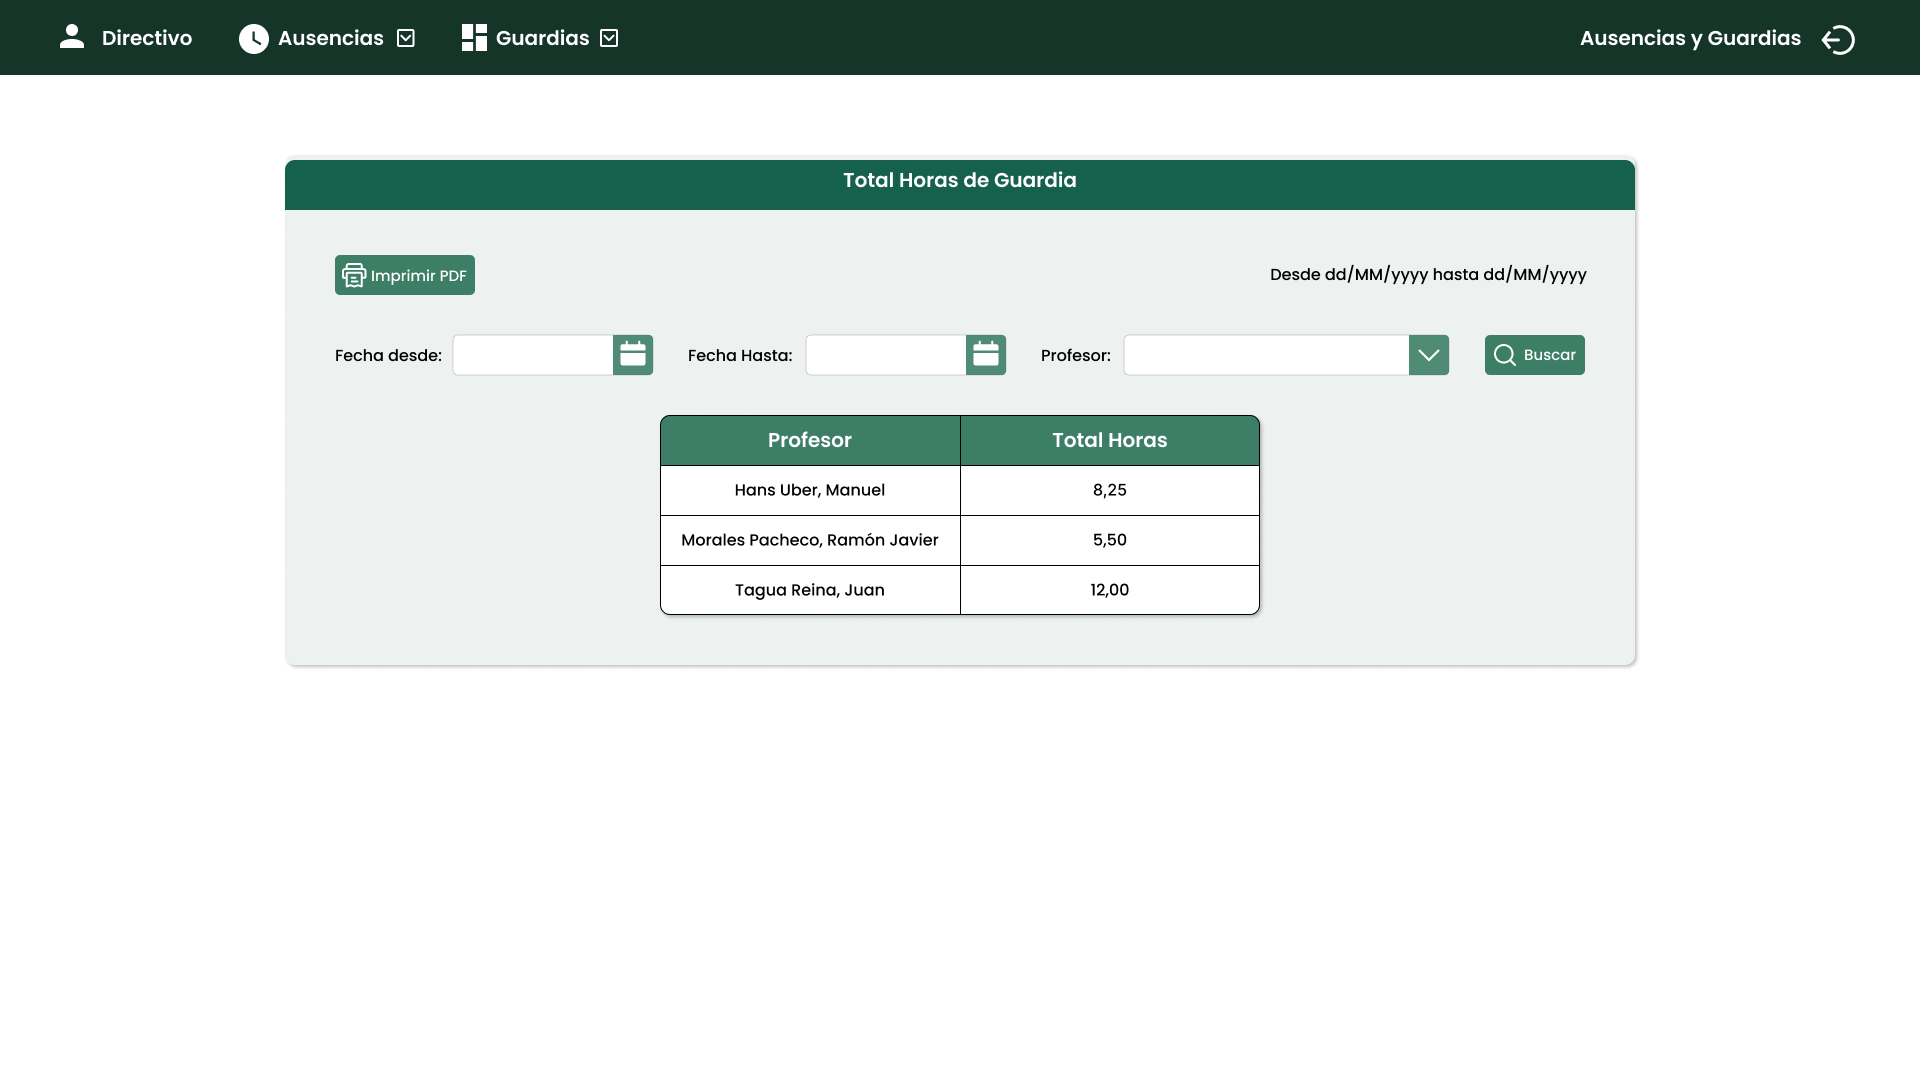 Directivo
Ausencias
Guardias
Ausencias y Guardias
Total Horas de Guardia
Imprimir PDF
Desde dd/MM/yyyy hasta dd/MM/yyyy
Fecha desde:
Fecha Hasta:
Profesor:
Buscar
Profesor
Total Horas
Hans Uber, Manuel
8,25
Morales Pacheco, Ramón Javier
5,50
Tagua Reina, Juan
12,00